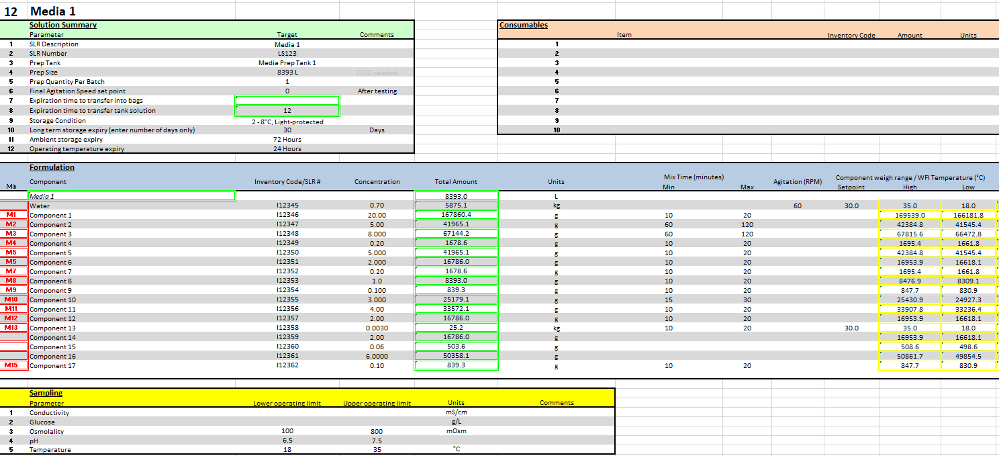 12 Media 1
Solution Summary
Parameter Target Comments
1 SLR Description Media 1
2 SLR Number LS123
3 Prep Tank Media Prep Tank 1
4 Prep Size 8393 L 7500 needed
5 Prep Quantity Per Batch 1
6 Final Agitation Speed set point 0 After testing
7 Expiration time to transfer into bags
8 Expiration time to transfer tank solution 12
9 Storage Condition 2 - 8°C, Light-protected
10 Long term storage expiry (enter number of days only) 30 Days
11 Ambient storage expiry 72 Hours
12 Operating temperature expiry 24 Hours
Consumables
Item Inventory Code Amount Units
1
2
3
4
5
6
7
8
9
10
Formulation
Mix Time (minutes) Component weigh range / WFI Temperature (°C)
Mix Component Inventory Code/SLR # Concentration Total Amount Units Min Max Agitation (RPM) Setpoint High Low
Media 1 8393.0 L
Water I12345 0.70 5875.1 kg 60 30.0 35.0 18.0
M1 Component 1 I12346 20.00 167860.4 g 10 20 169539.0 166181.8
M2 Component 2 I12347 5.00 41965.1 g 60 120 42384.8 41545.4
M3 Component 3 I12348 8.000 67144.2 g 60 120 67815.6 66472.8
M4 Component 4 I12349 0.20 1678.6 g 10 20 1695.4 1661.8
M5 Component 5 I12350 5.000 41965.1 g 10 20 42384.8 41545.4
M5 Component 6 I12351 2.000 16786.0 g 10 20 16953.9 16618.1
M7 Component 7 I12352 0.20 1678.6 g 10 20 1695.4 1661.8
M8 Component 8 I12353 1.0 8393.0 g 10 20 8476.9 8309.1
M9 Component 9 I12354 0.100 839.3 g 10 20 847.7 830.9
M10 Component 10 I12355 3.000 25179.1 g 15 30 25430.9 24927.3
M11 Component 11 I12356 4.00 33572.1 g 10 20 33907.8 33236.4
M12 Component 12 I12357 2.00 16786.0 g 10 20 16953.9 16618.1
M13 Component 13 I12358 0.0030 25.2 kg 10 20 30.0 35.0 18.0
Component 14 I12359 2.00 16786.0 g 16953.9 16618.1
Component 15 I12360 0.06 503.6 g 508.6 498.6
Component 16 I12361 6.0000 50358.1 g 50861.7 49854.5
M15 Component 17 I12362 0.10 839.3 g 10 20 847.7 830.9
Sampling
Parameter Lower operating limit Upper operating limit Units Comments
1 Conductivity mS/cm
2 Glucose g/L
3 Osmolality 100 800 mOsm
4 pH 6.5 7.5
5 Temperature 18 35 °C